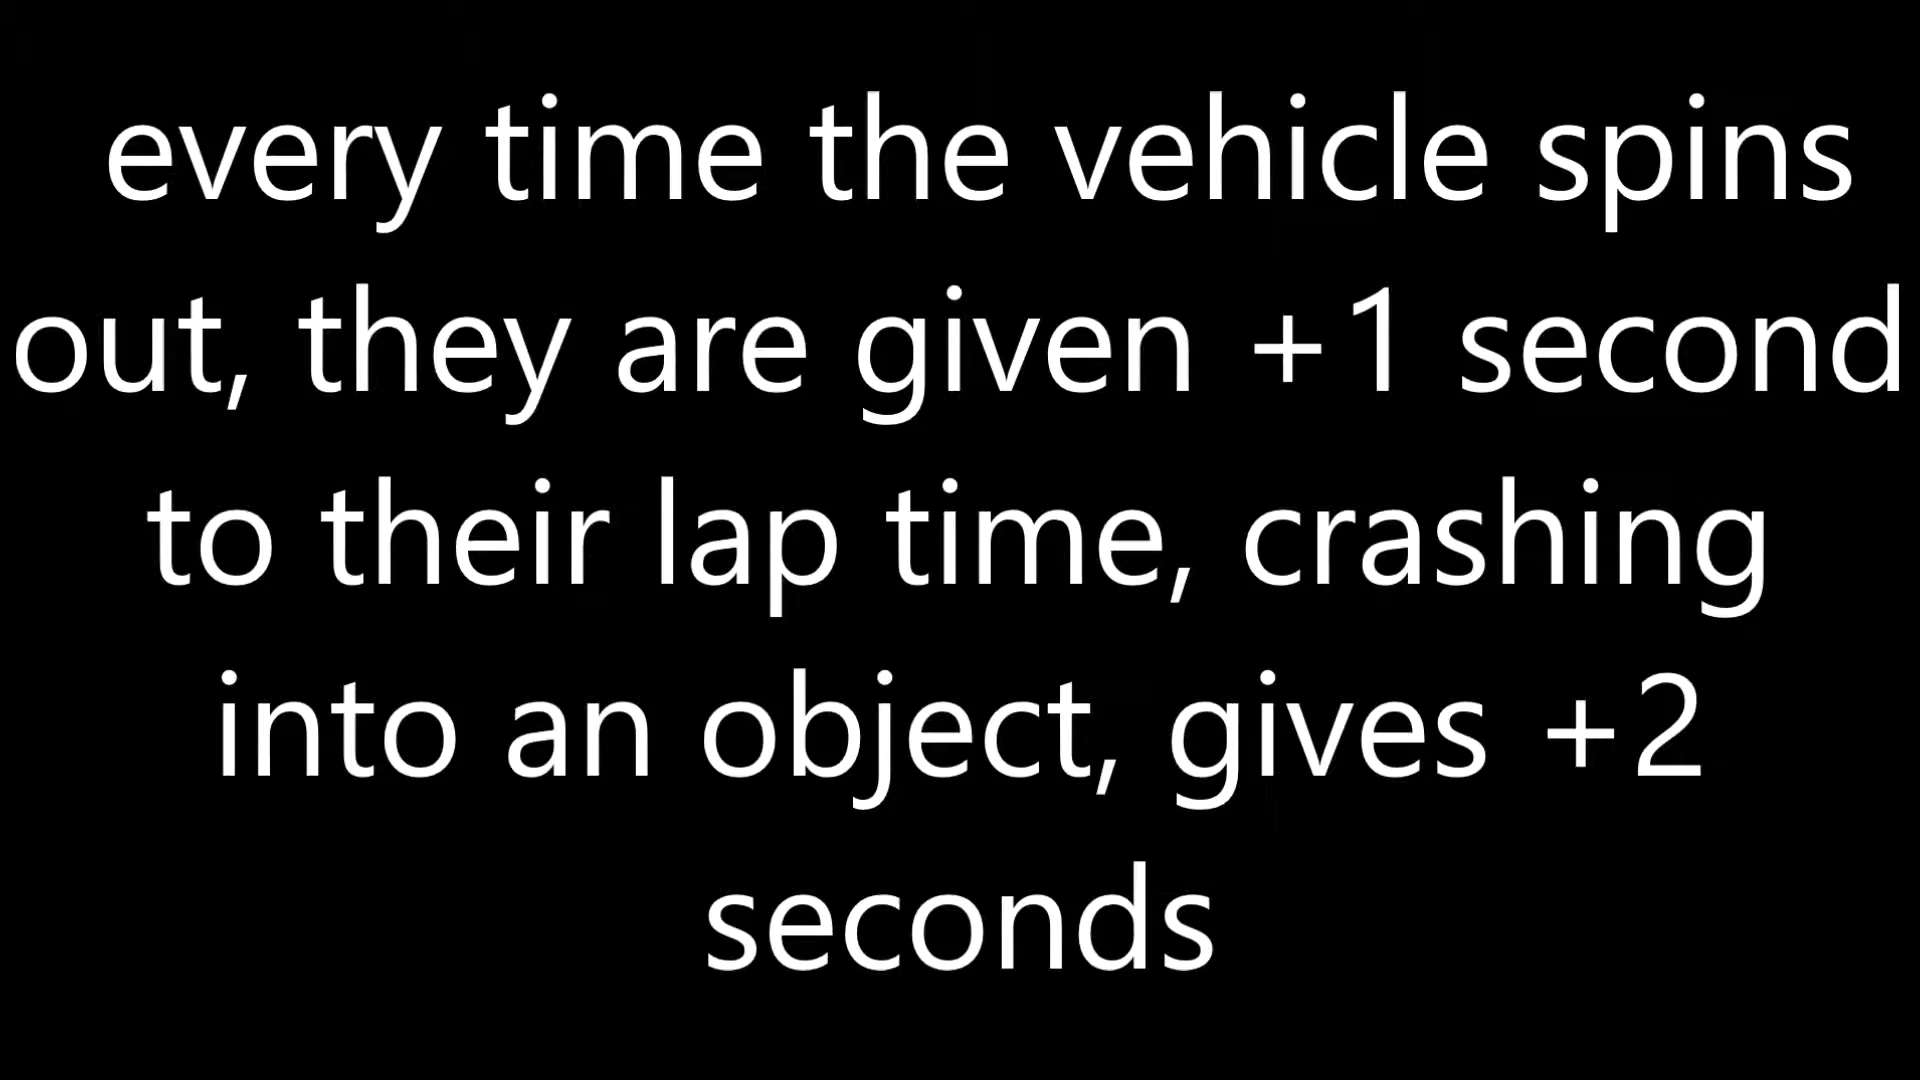 every time the vehicle spins
out, they are given +1 second
to their lap time, crashing
into an object, gives +2
seconds